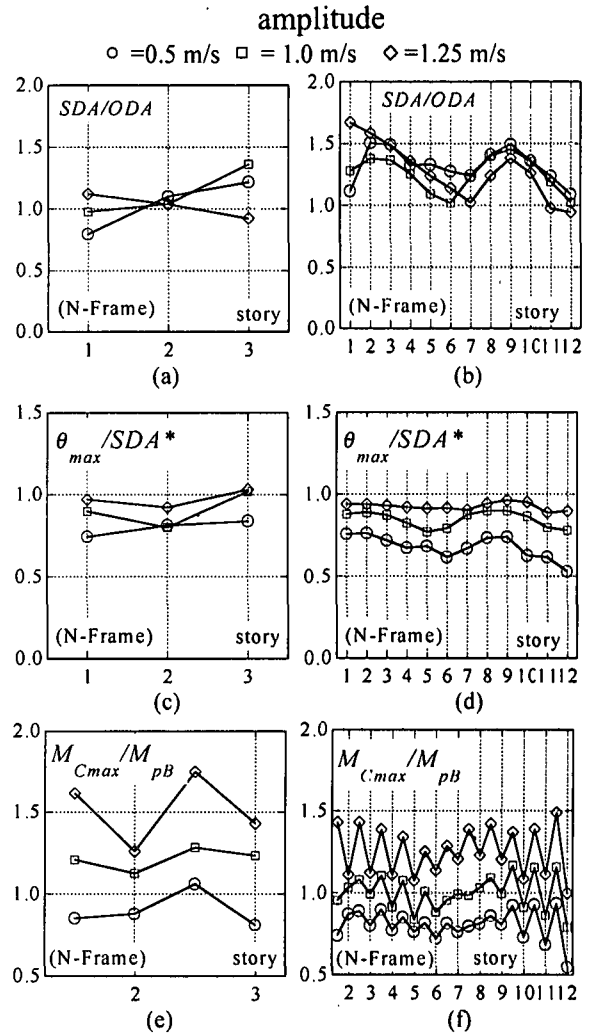 amplitude
○ =0.5 m/s □ = 1.0 m/s ◇ =1.25 m/s
2.0
1.5
1.0
0.5
0.0
SDA/ODA
(N-Frame) story
1 2 3
(a)
2.0
1.5
1.0
0.5
0.0
SDA/ODA
(N-Frame) story
1 2 3 4 5 6 7 8 9 10 11 12
(b)
1.5
1.0
0.5
0.0
θmax/SDA*
(N-Frame) story
1 2 3
(c)
1.5
1.0
0.5
0.0
θmax/SDA*
(N-Frame) story
1 2 3 4 5 6 7 8 9 10 11 12
(d)
2.0
1.5
1.0
0.5
MCmax/MpB
(N-Frame) story
2 3
(e)
2.0
1.5
1.0
0.5
MCmax/MpB
(N-Frame) story
2 3 4 5 6 7 8 9 10 11 12
(f)